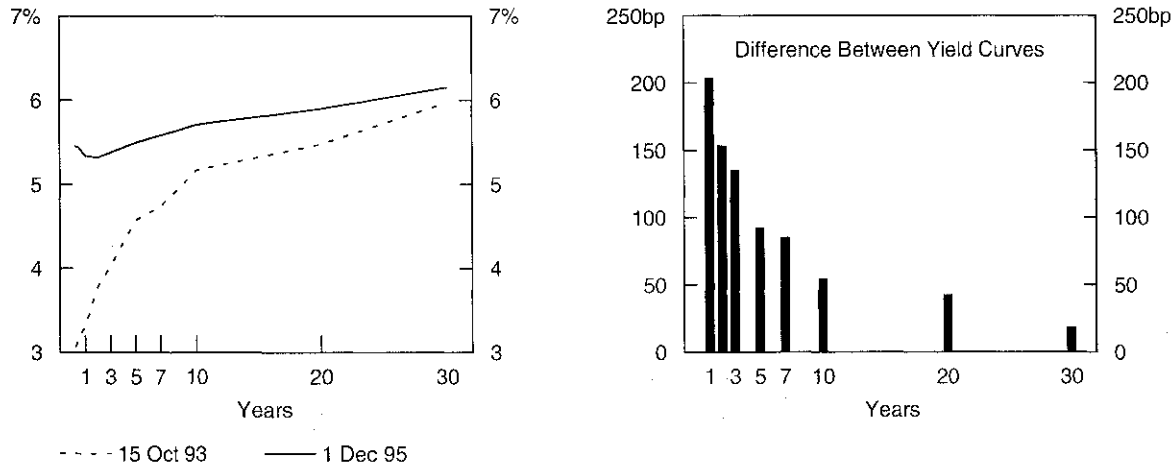 7% 7%
6 6
5 5
4 4
3 3
1 3 5 7 10 20 30
Years
15 Oct 93 1 Dec 95
250bp 250bp
Difference Between Yield Curves
200 200
150 150
100 100
50 50
0 0
1 3 5 7 10 20 30
Years